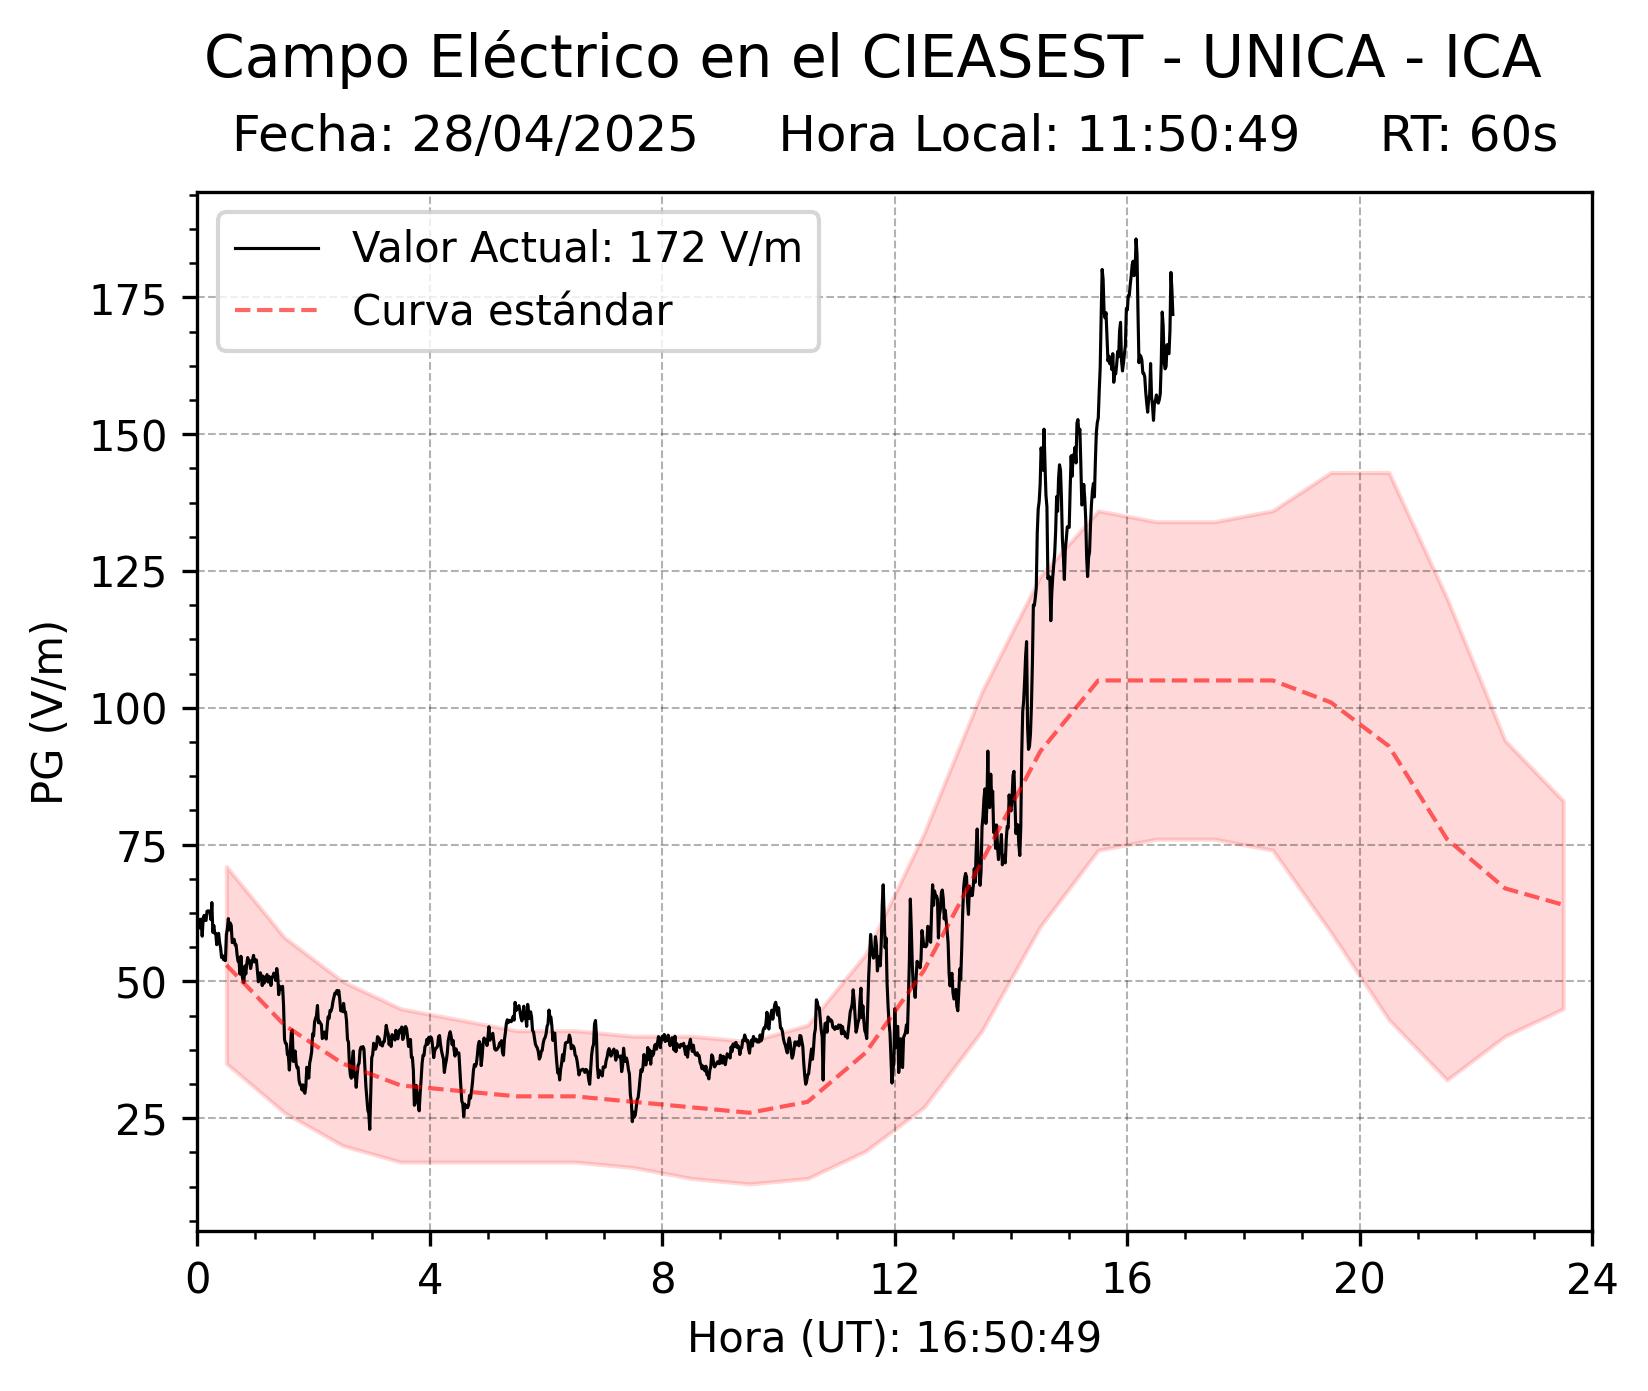 Campo Eléctrico en el CIEASEST - UNICA - ICA
Fecha: 28/04/2025 Hora Local: 11:50:49 RT: 60s
Valor Actual: 172 V/m
Curva estándar
PG (V/m)
175
150
125
100
75
50
25
0 4 8 12 16 20 24
Hora (UT): 16:50:49